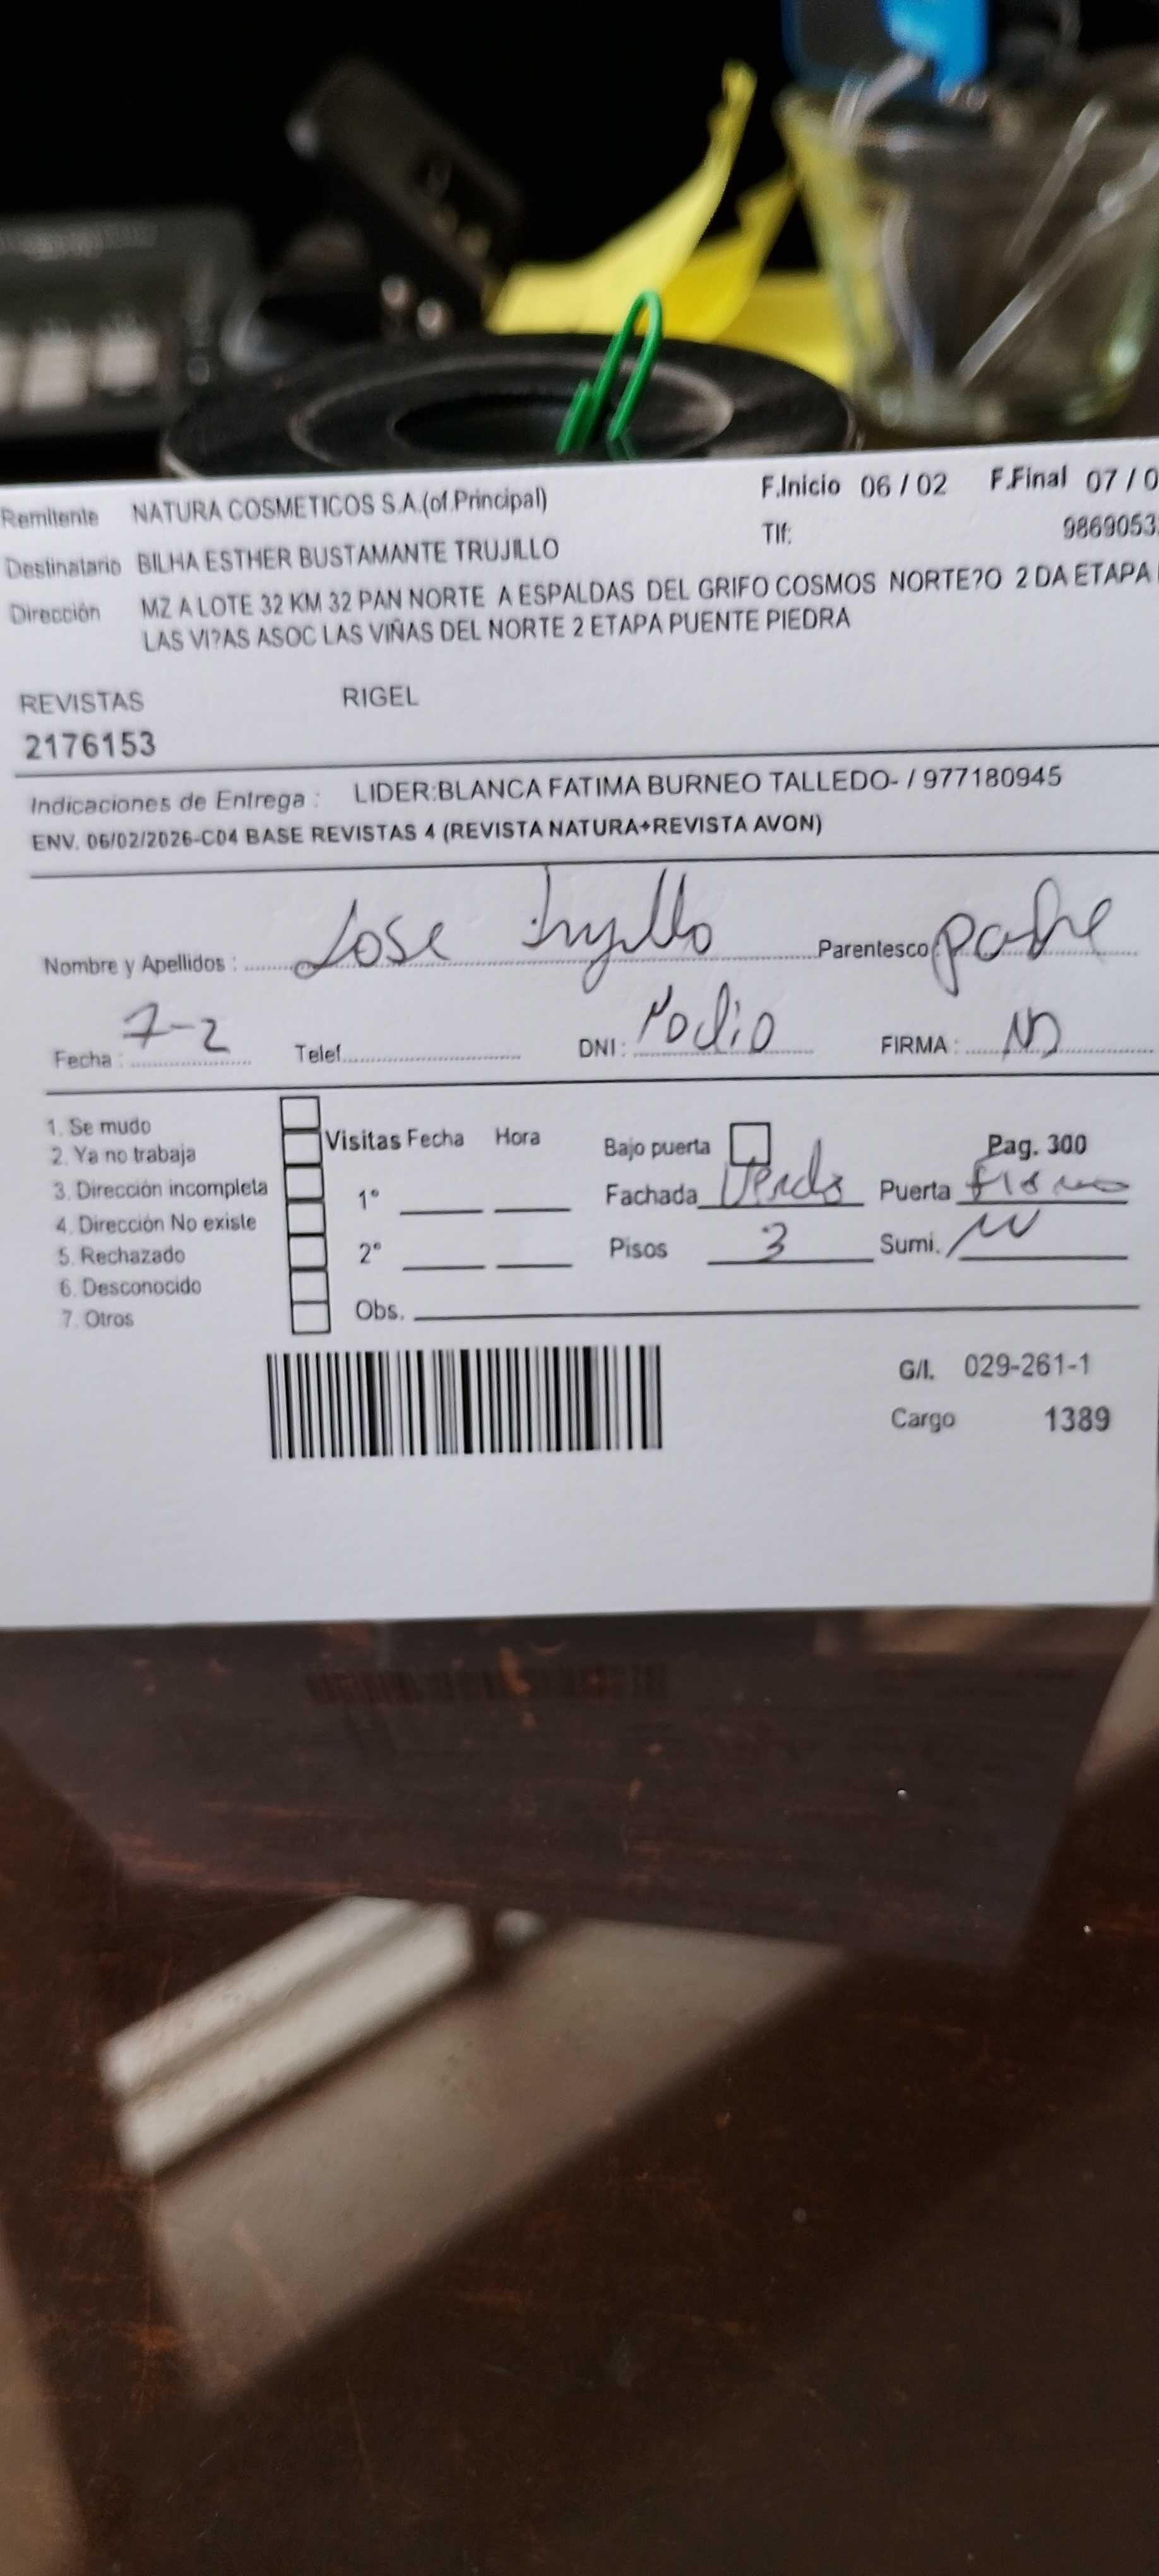 Remitente NATURA COSMETICOS S.A.(of.Principal) F.Inicio 06 / 02 F.Final 07 / 0
Destinatario BILHA ESTHER BUSTAMANTE TRUJILLO Tlf: 9869053
Dirección MZ A LOTE 32 KM 32 PAN NORTE A ESPALDAS DEL GRIFO COSMOS NORTE?O 2 DA ETAPA
LAS VI?AS ASOC LAS VIÑAS DEL NORTE 2 ETAPA PUENTE PIEDRA
REVISTAS RIGEL
2176153
Indicaciones de Entrega : LIDER:BLANCA FATIMA BURNEO TALLEDO- / 977180945
ENV. 06/02/2026-C04 BASE REVISTAS 4 (REVISTA NATURA+REVISTA AVON)
Nombre y Apellidos : Jose Trujillo Parentesco padre
Fecha : 7-2 Telef. DNI : FIRMA :
1. Se mudo
2. Ya no trabaja
3. Dirección incompleta
4. Dirección No existe
5. Rechazado
6. Desconocido
7. Otros
Visitas Fecha Hora
1°
2°
Obs.
Bajo puerta Pag. 300
Fachada Verde Puerta
Pisos 3 Sumi.
G/I. 029-261-1
Cargo 1389